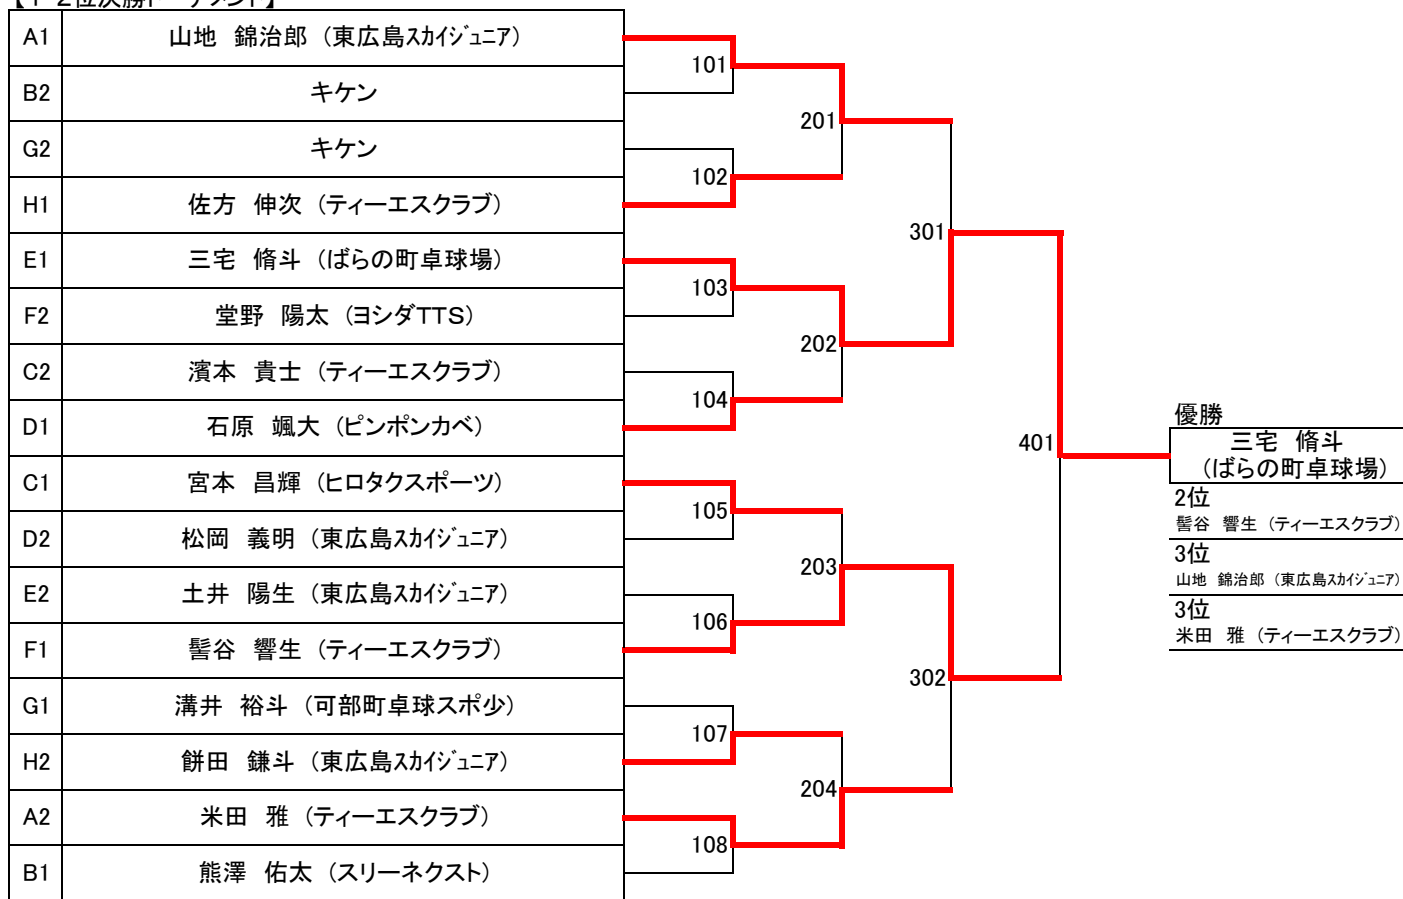 【1・2位決勝トーナメント】
A1 山地 錦治郎 (東広島ｽｶｲｼﾞｭﾆｱ)
B2 キケン
G2 キケン
H1 佐方 伸次 (ティーエスクラブ)
E1 三宅 脩斗 (ばらの町卓球場)
F2 堂野 陽太 (ヨシダTTS)
C2 濱本 貴士 (ティーエスクラブ)
D1 石原 颯大 (ピンポンカベ)
C1 宮本 昌輝 (ヒロタクスポーツ)
D2 松岡 義明 (東広島ｽｶｲｼﾞｭﾆｱ)
E2 土井 陽生 (東広島ｽｶｲｼﾞｭﾆｱ)
F1 髻谷 響生 (ティーエスクラブ)
G1 溝井 裕斗 (可部町卓球スポ少)
H2 餅田 鎌斗 (東広島ｽｶｲｼﾞｭﾆｱ)
A2 米田 雅 (ティーエスクラブ)
B1 熊澤 佑太 (スリーネクスト)
101
102
103
104
105
106
107
108
201
202
203
204
301
302
401
優勝
三宅 脩斗
(ばらの町卓球場)
2位
髻谷 響生 (ティーエスクラブ)
3位
山地 錦治郎 (東広島ｽｶｲｼﾞｭﾆｱ)
3位
米田 雅 (ティーエスクラブ)